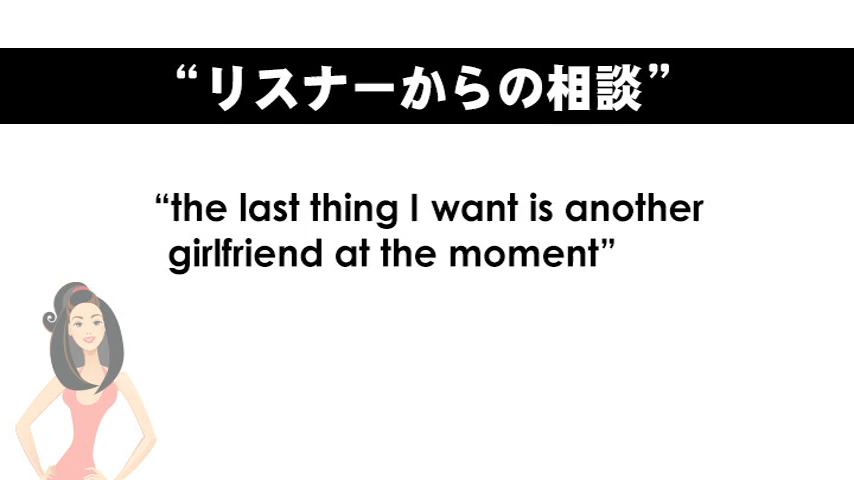 “リスナーからの相談”
“the last thing I want is another
girlfriend at the moment”